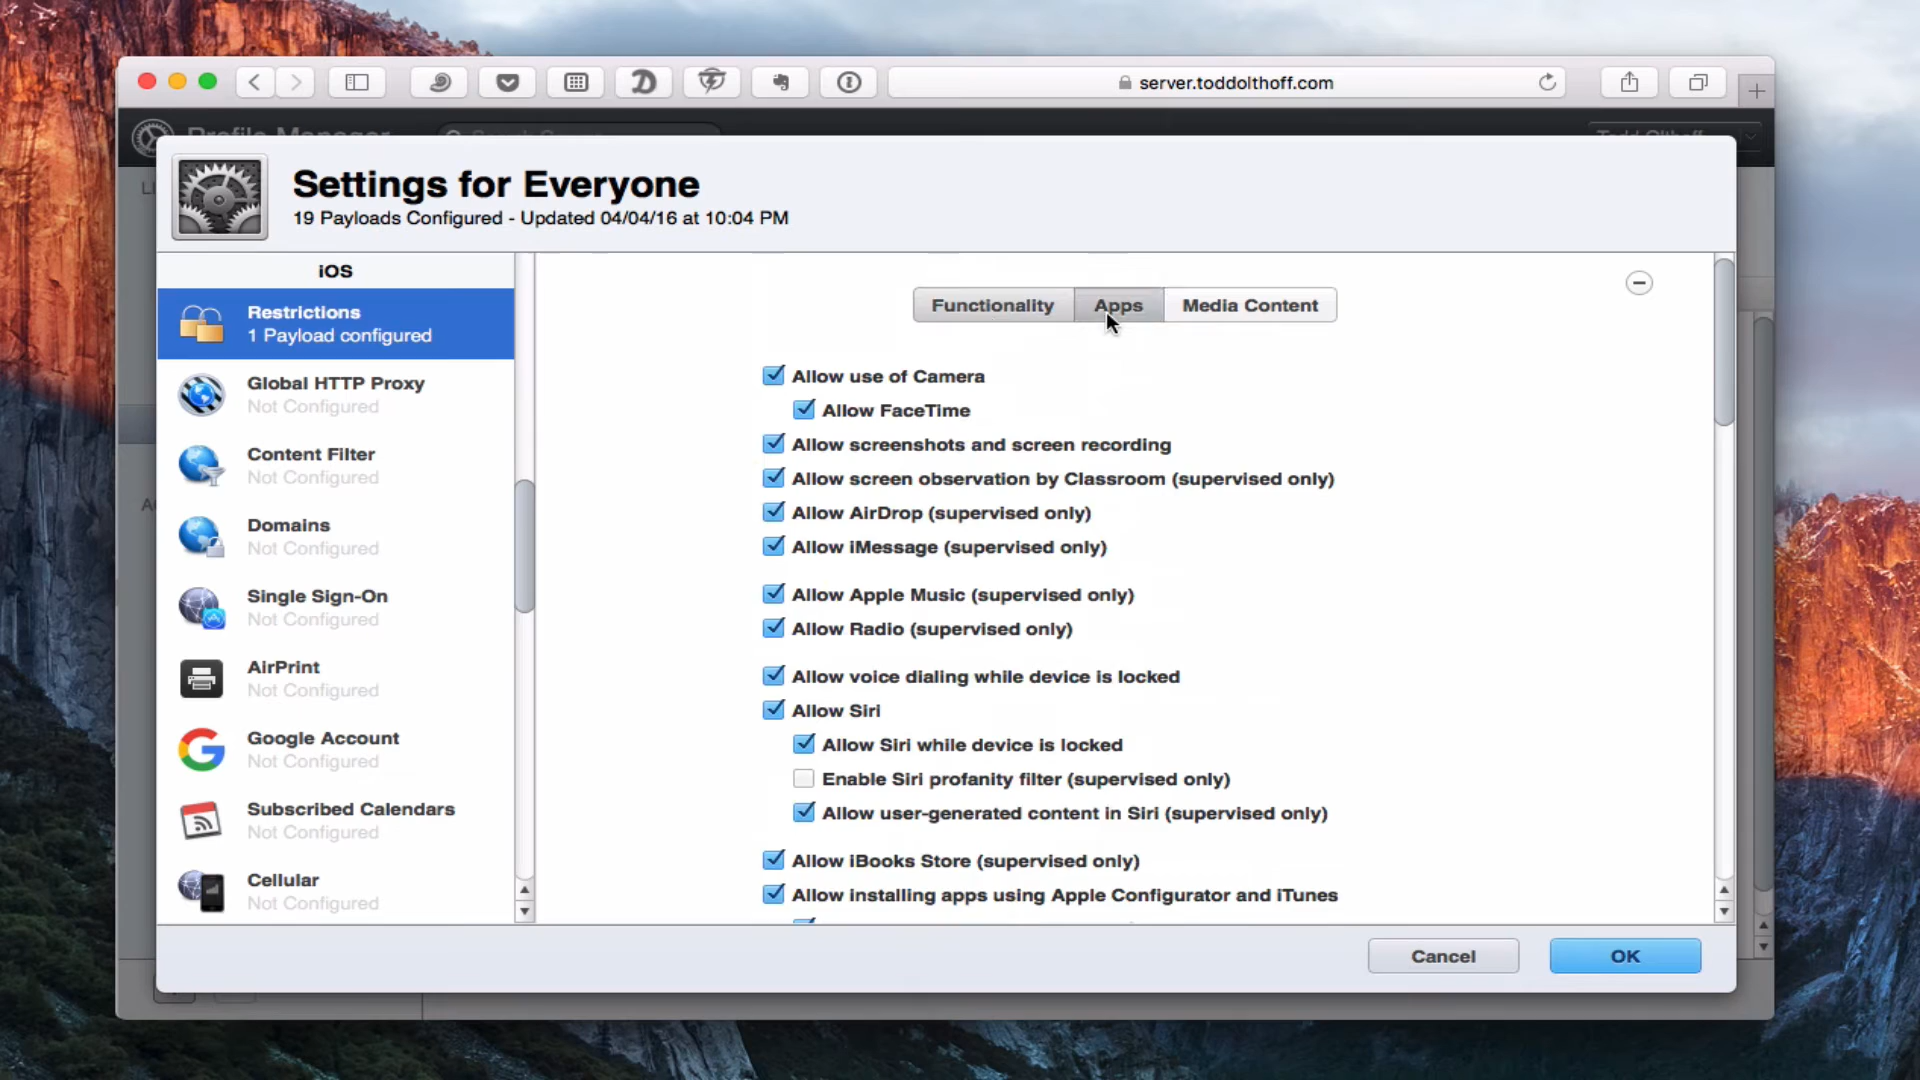 server.toddolthoff.com
Profile Manager
Todd Olthoff
Settings for Everyone
19 Payloads Configured - Updated 04/04/16 at 10:04 PM
iOS
Restrictions
1 Payload configured
Global HTTP Proxy
Not Configured
Content Filter
Not Configured
Domains
Not Configured
Single Sign-On
Not Configured
AirPrint
Not Configured
Google Account
Not Configured
Subscribed Calendars
Not Configured
Cellular
Not Configured
Functionality
Apps
Media Content
Allow use of Camera
Allow FaceTime
Allow screenshots and screen recording
Allow screen observation by Classroom (supervised only)
Allow AirDrop (supervised only)
Allow iMessage (supervised only)
Allow Apple Music (supervised only)
Allow Radio (supervised only)
Allow voice dialing while device is locked
Allow Siri
Allow Siri while device is locked
Enable Siri profanity filter (supervised only)
Allow user-generated content in Siri (supervised only)
Allow iBooks Store (supervised only)
Allow installing apps using Apple Configurator and iTunes
Cancel
OK